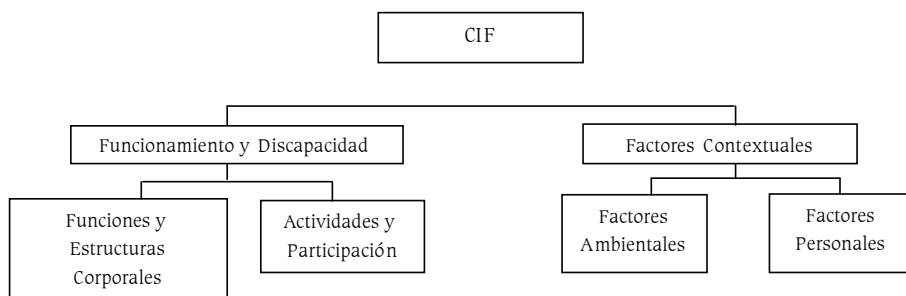 CIF
Funcionamiento y Discapacidad
Factores Contextuales
Funciones y
Estructuras
Corporales
Actividades y
Participación
Factores
Ambientales
Factores
Personales